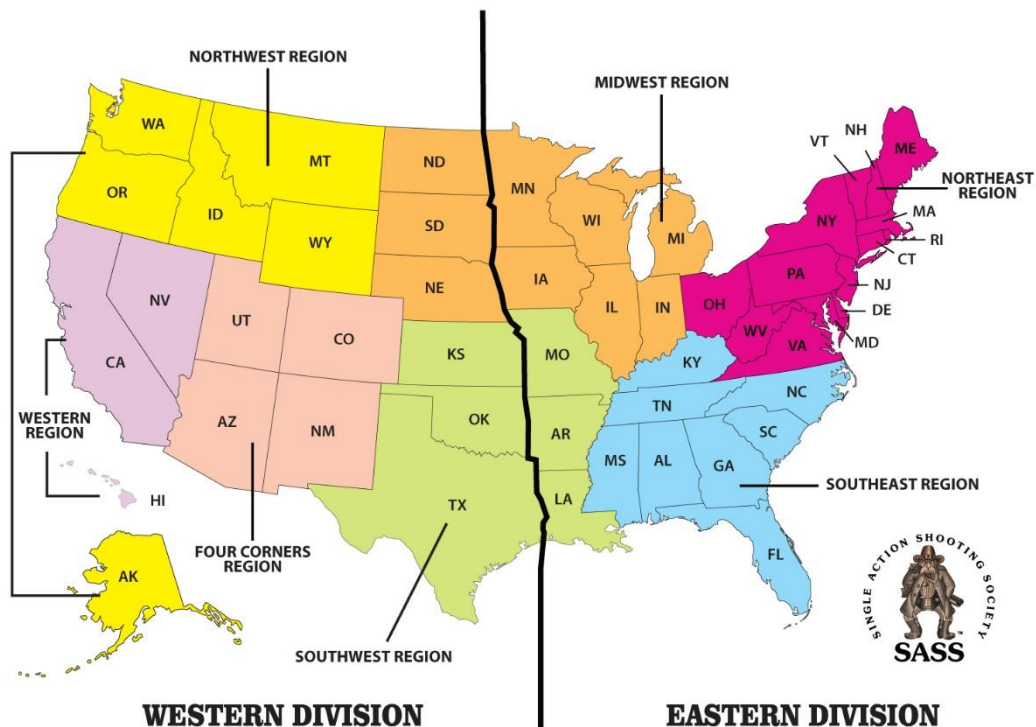 NORTHWEST REGION
MIDWEST REGION
WA
OR
ID
MT
WY
ND
SD
NE
MN
IA
WI
IL
IN
MI
VT
NH
ME
NORTHEAST
REGION
NY
MA
RI
CT
PA
NJ
OH
DE
WV
MD
VA
NV
CA
UT
CO
AZ
NM
KS
MO
OK
AR
TX
LA
KY
TN
NC
SC
MS
AL
GA
FL
WESTERN
REGION
HI
AK
FOUR CORNERS
REGION
SOUTHWEST REGION
SOUTHEAST REGION
SINGLE ACTION SHOOTING SOCIETY
TM
SASS
WESTERN DIVISION
EASTERN DIVISION